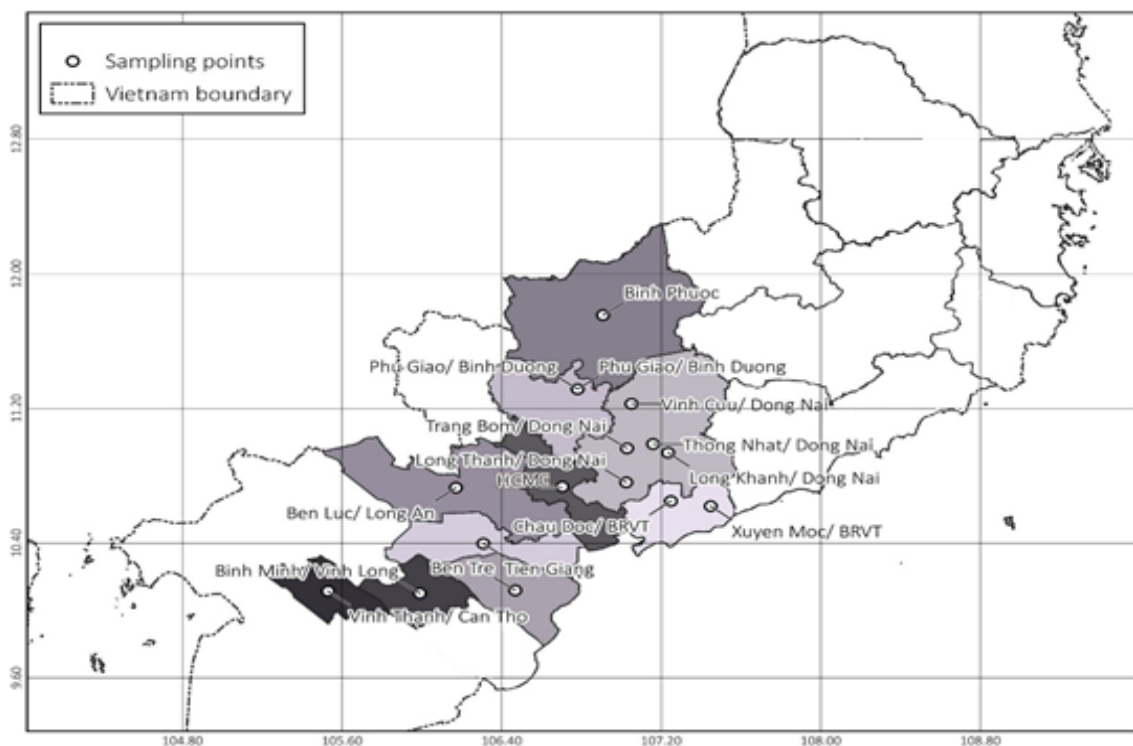 Sampling points
Vietnam boundary
12.80
12.00
Binh Phuoc
Phu Giao/ Binh Duong
Phu Giao/ Binh Duong
11.20
Vinh Cuu/ Dong Nai
Trang Bom/ Dong Nai
Thong Nhat/ Dong Nai
Long Thanh/ Dong Nai
HCMC
Long Khanh/ Dong Nai
Ben Luc/ Long An
Chau Doc/ BRVT
Xuyen Moc/ BRVT
10.40
Binh Minh/ Vinh Long
Ben Tre
Tien Giang
Vinh Thanh/ Can Tho
9.60
104.80
105.60
106.40
107.20
108.00
108.80